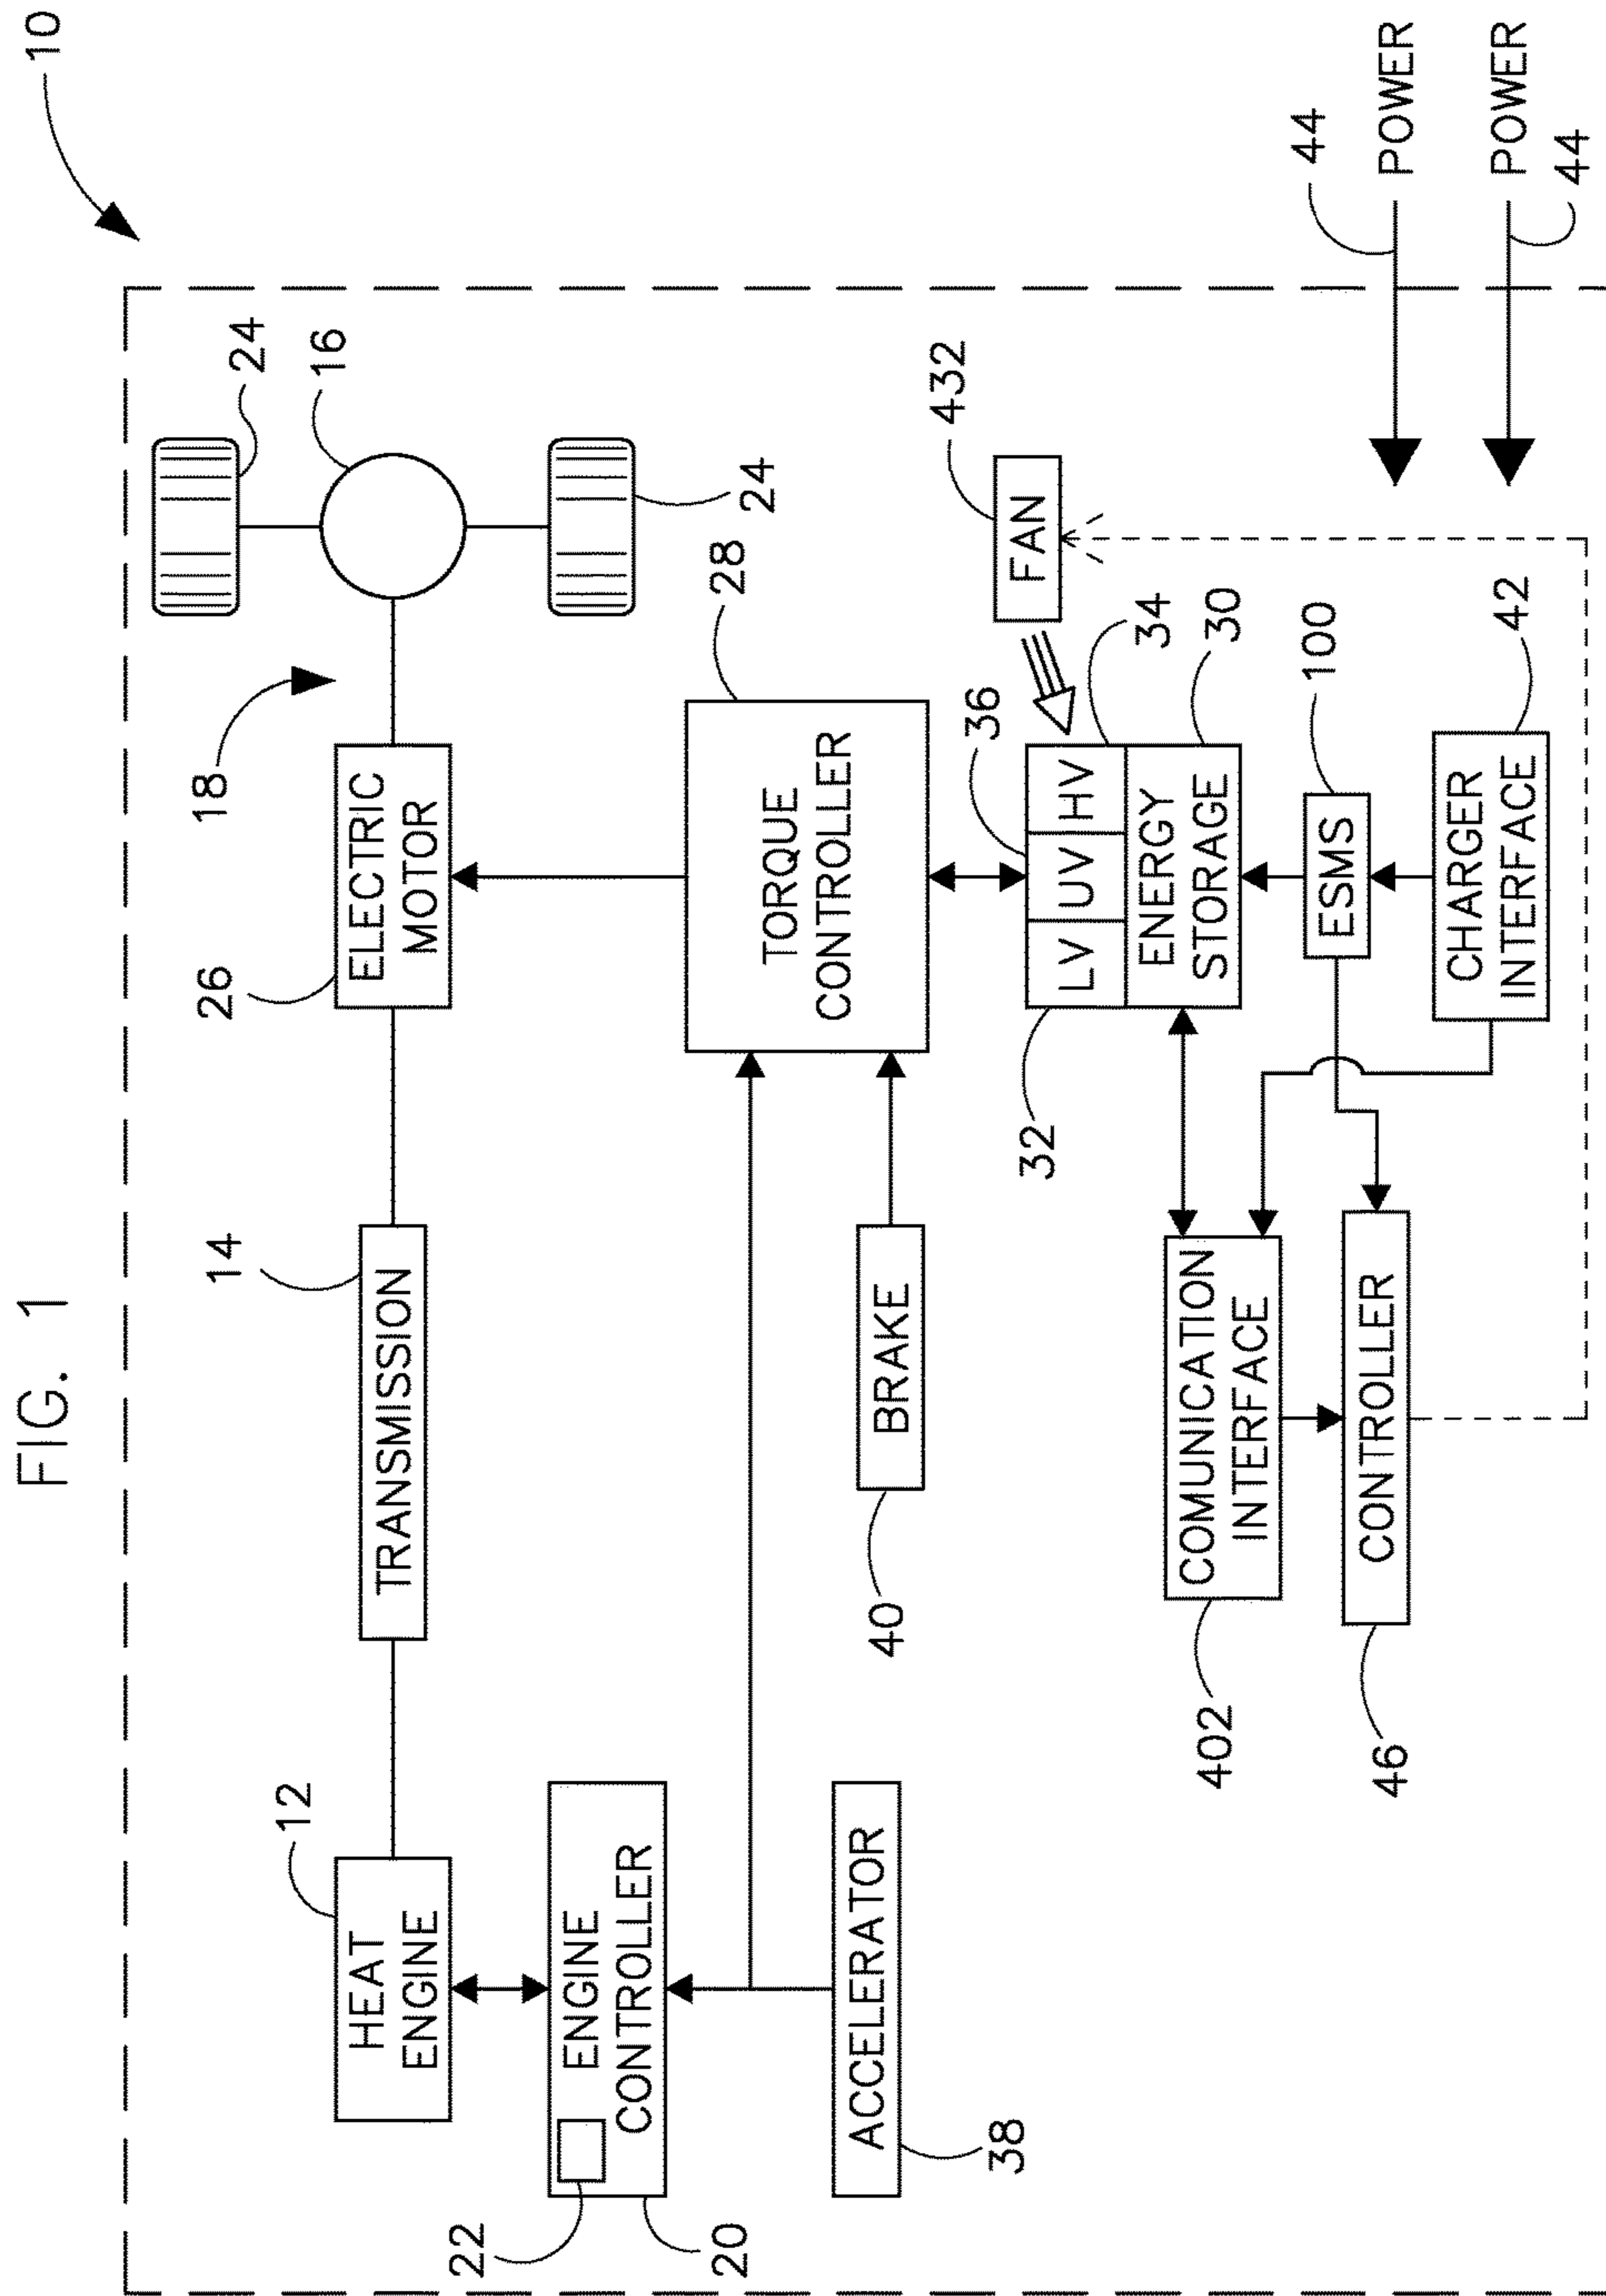 FIG. 1
10
24
16
18
24
12
14
26
HEAT
ENGINE
TRANSMISSION
ELECTRIC
MOTOR
22
20
ENGINE
CONTROLLER
28
TORQUE
CONTROLLER
38
ACCELERATOR
40
BRAKE
432
FAN
36
32
34
30
LV
UV
HV
ENERGY
STORAGE
402
COMUNICATION
INTERFACE
100
ESMS
46
CONTROLLER
42
CHARGER
INTERFACE
44
POWER
POWER
44